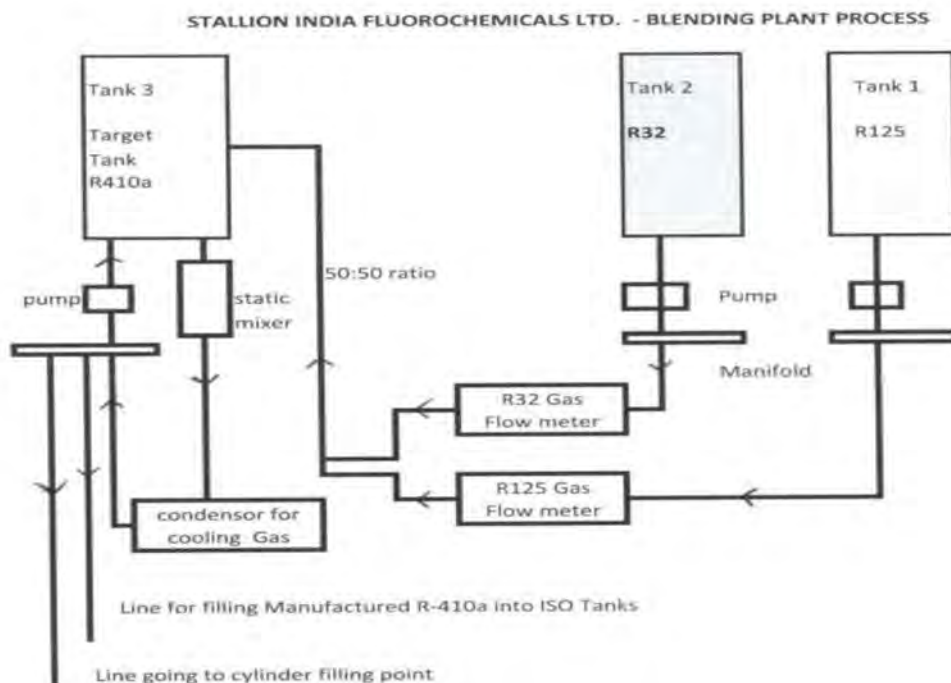 STALLION INDIA FLUOROCHEMICALS LTD. - BLENDING PLANT PROCESS
Tank 3
Target
Tank
R410a
Tank 2
R32
Tank 1
R125
50:50 ratio
pump
static
mixer
Pump
Manifold
R32 Gas
Flow meter
R125 Gas
Flow meter
condensor for
cooling Gas
Line for filling Manufactured R-410a into ISO Tanks
Line going to cylinder filling point